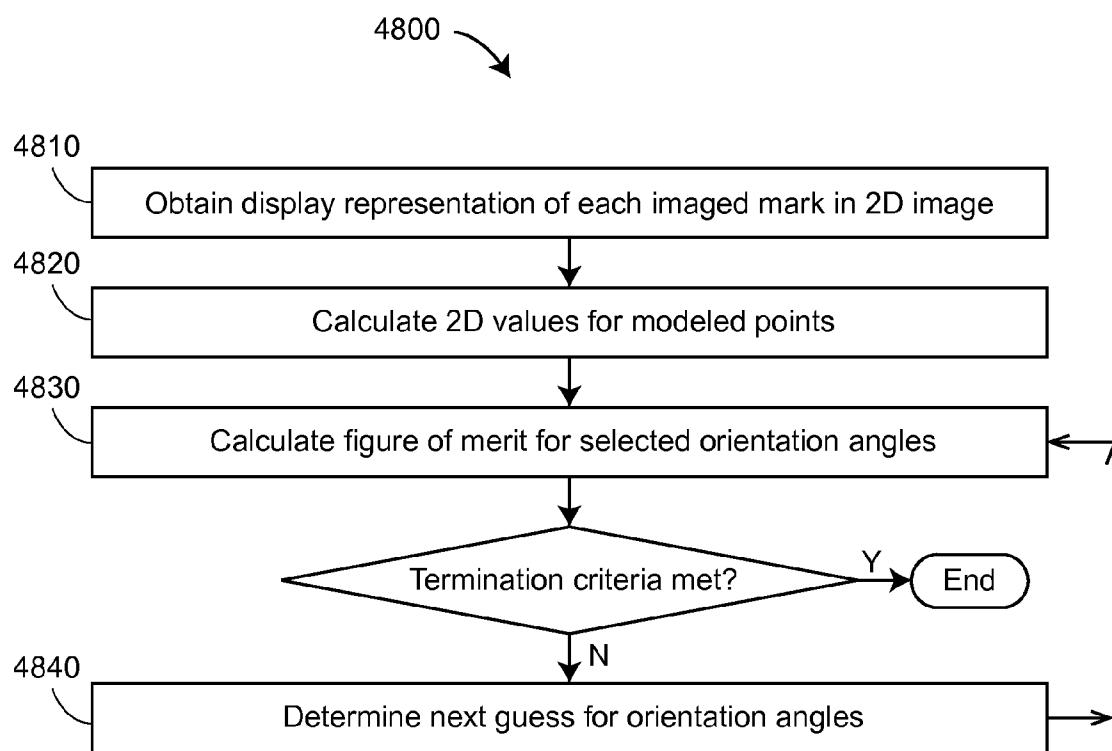 4800
4810
Obtain display representation of each imaged mark in 2D image
4820
Calculate 2D values for modeled points
4830
Calculate figure of merit for selected orientation angles
Termination criteria met?
Y
End
N
4840
Determine next guess for orientation angles